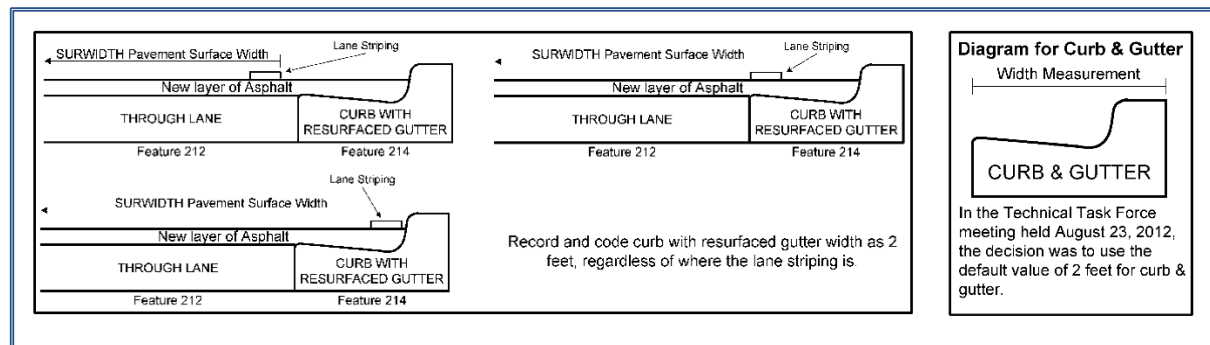 SURWIDTH Pavement Surface Width
Lane Striping
New layer of Asphalt
THROUGH LANE
CURB WITH
RESURFACED GUTTER
Feature 212
Feature 214
SURWIDTH Pavement Surface Width
Lane Striping
New layer of Asphalt
THROUGH LANE
CURB WITH
RESURFACED GUTTER
Feature 212
Feature 214
Lane Striping
SURWIDTH Pavement Surface Width
New layer of Asphalt
THROUGH LANE
CURB WITH
RESURFACED GUTTER
Feature 212
Feature 214
Record and code curb with resurfaced gutter width as 2
feet, regardless of where the lane striping is.
Diagram for Curb & Gutter
Width Measurement
CURB & GUTTER
In the Technical Task Force
meeting held August 23, 2012,
the decision was to use the
default value of 2 feet for curb &
gutter.